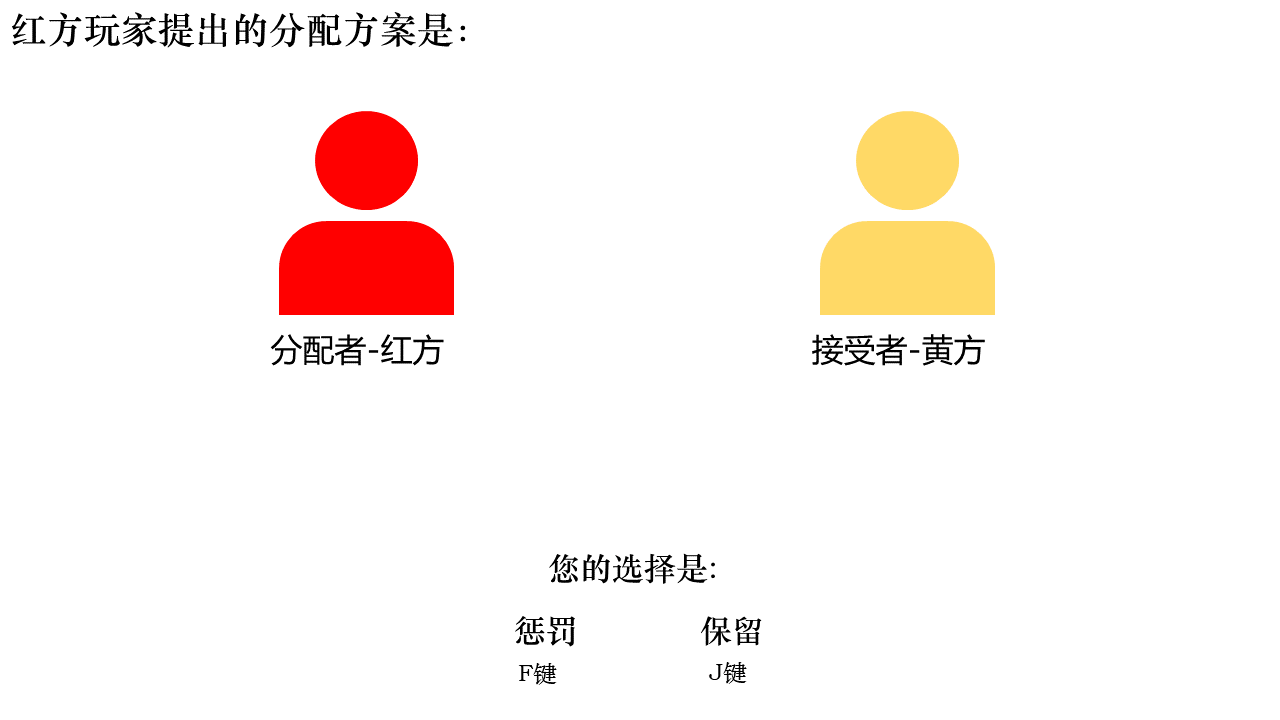 红方玩家提出的分配方案是：
分配者-红方
接受者-黄方
您的选择是:
惩罚 保留
F键 J键